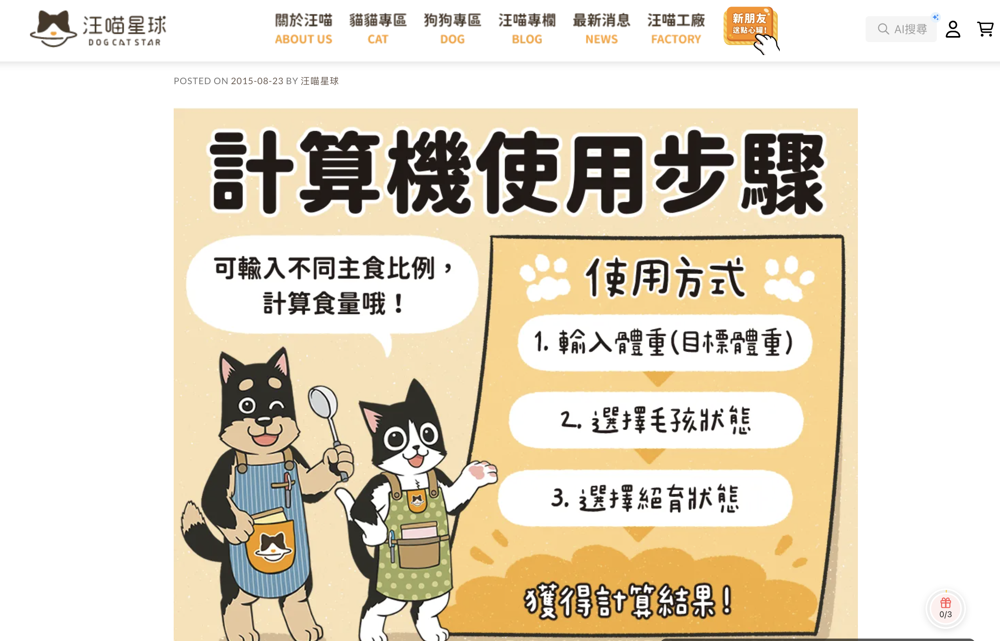 汪喵星球
DOG CAT STAR
關於汪喵
ABOUT US
貓貓專區
CAT
狗狗專區
DOG
汪喵專欄
BLOG
最新消息
NEWS
汪喵工廠
FACTORY
新朋友
送點心罐!
AI搜尋
POSTED ON 2015-08-23 BY 汪喵星球
計算機使用步驟
可輸入不同主食比例，
計算食量哦！
使用方式
1. 輸入體重(目標體重)
2. 選擇毛孩狀態
3. 選擇絕育狀態
獲得計算結果!
0/3